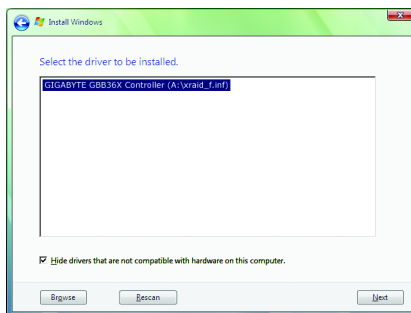 Install Windows
Select the driver to be installed.
GIGABYTE GBB36X Controller (A:\xraid_f.inf)
Hide drivers that are not compatible with hardware on this computer.
Browse
Rescan
Next